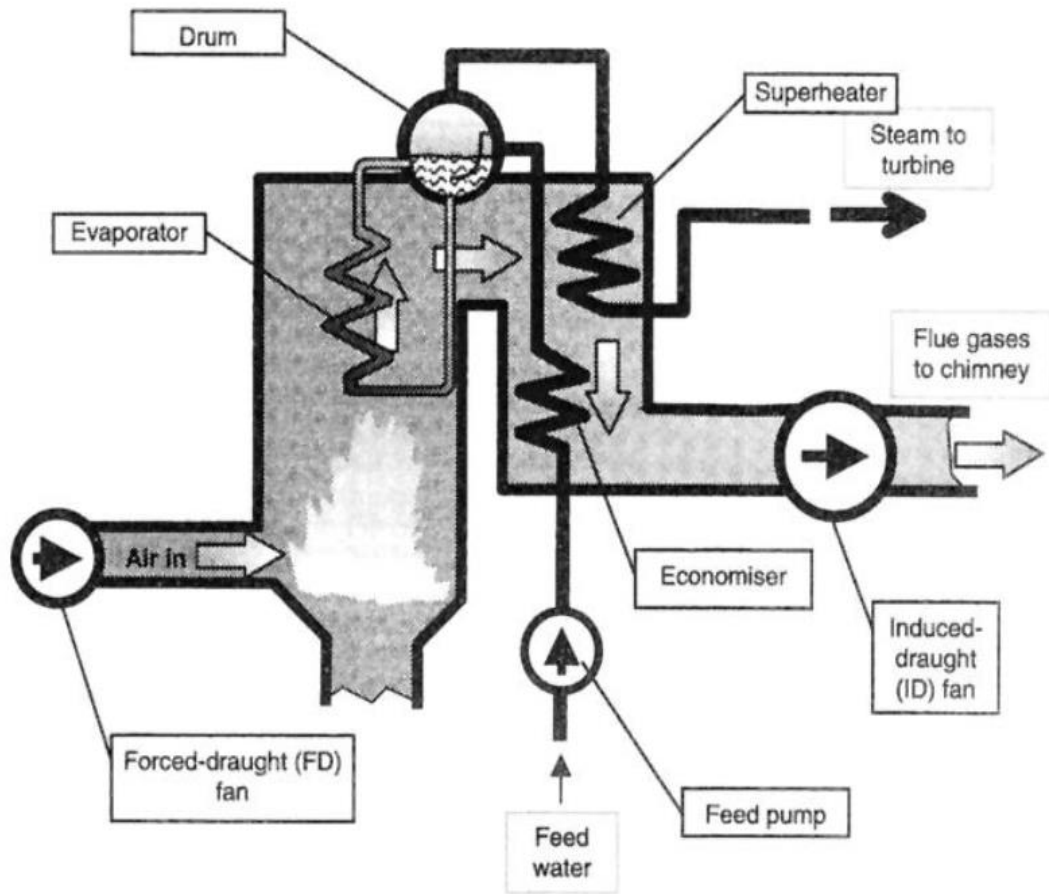 Drum
Superheater
Steam to
turbine
Evaporator
Flue gases
to chimney
Air in
Economiser
Induced-
draught
(ID) fan
Forced-draught (FD)
fan
Feed pump
Feed
water